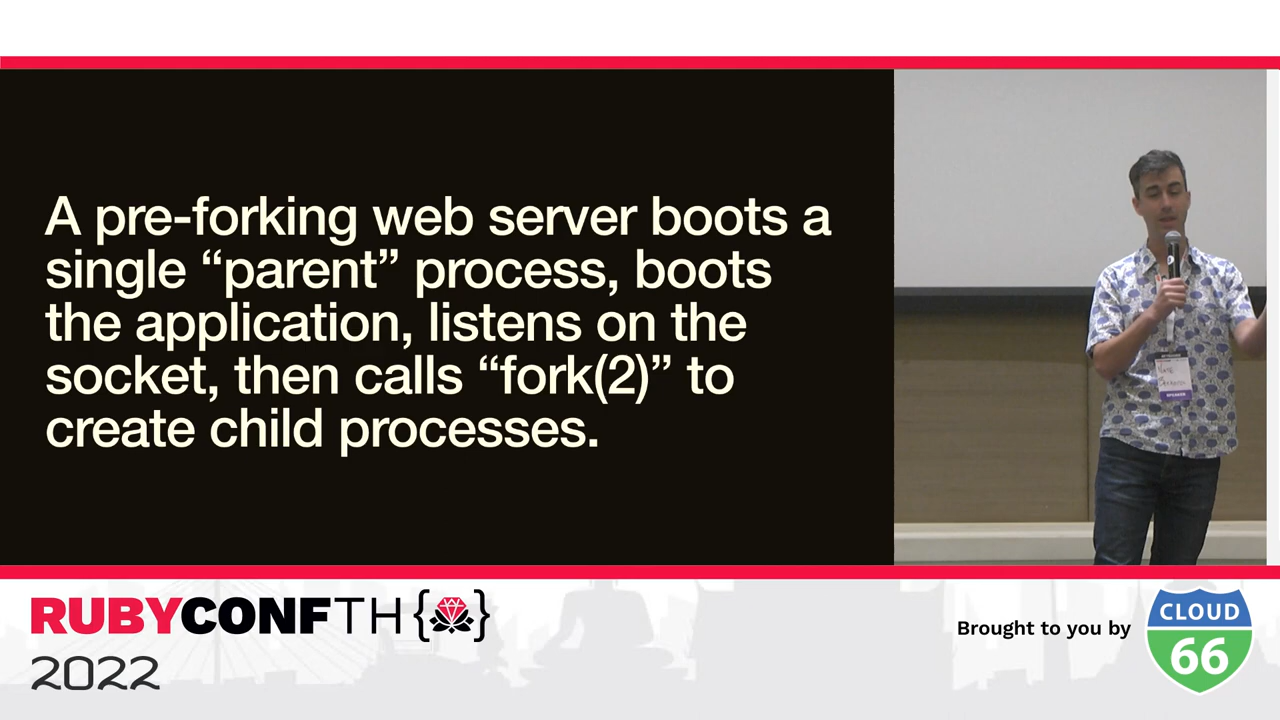 A pre-forking web server boots a
single “parent” process, boots
the application, listens on the
socket, then calls “fork(2)” to
create child processes.
RUBYCONFTH
2022
Brought to you by
CLOUD
66
SPEAKER